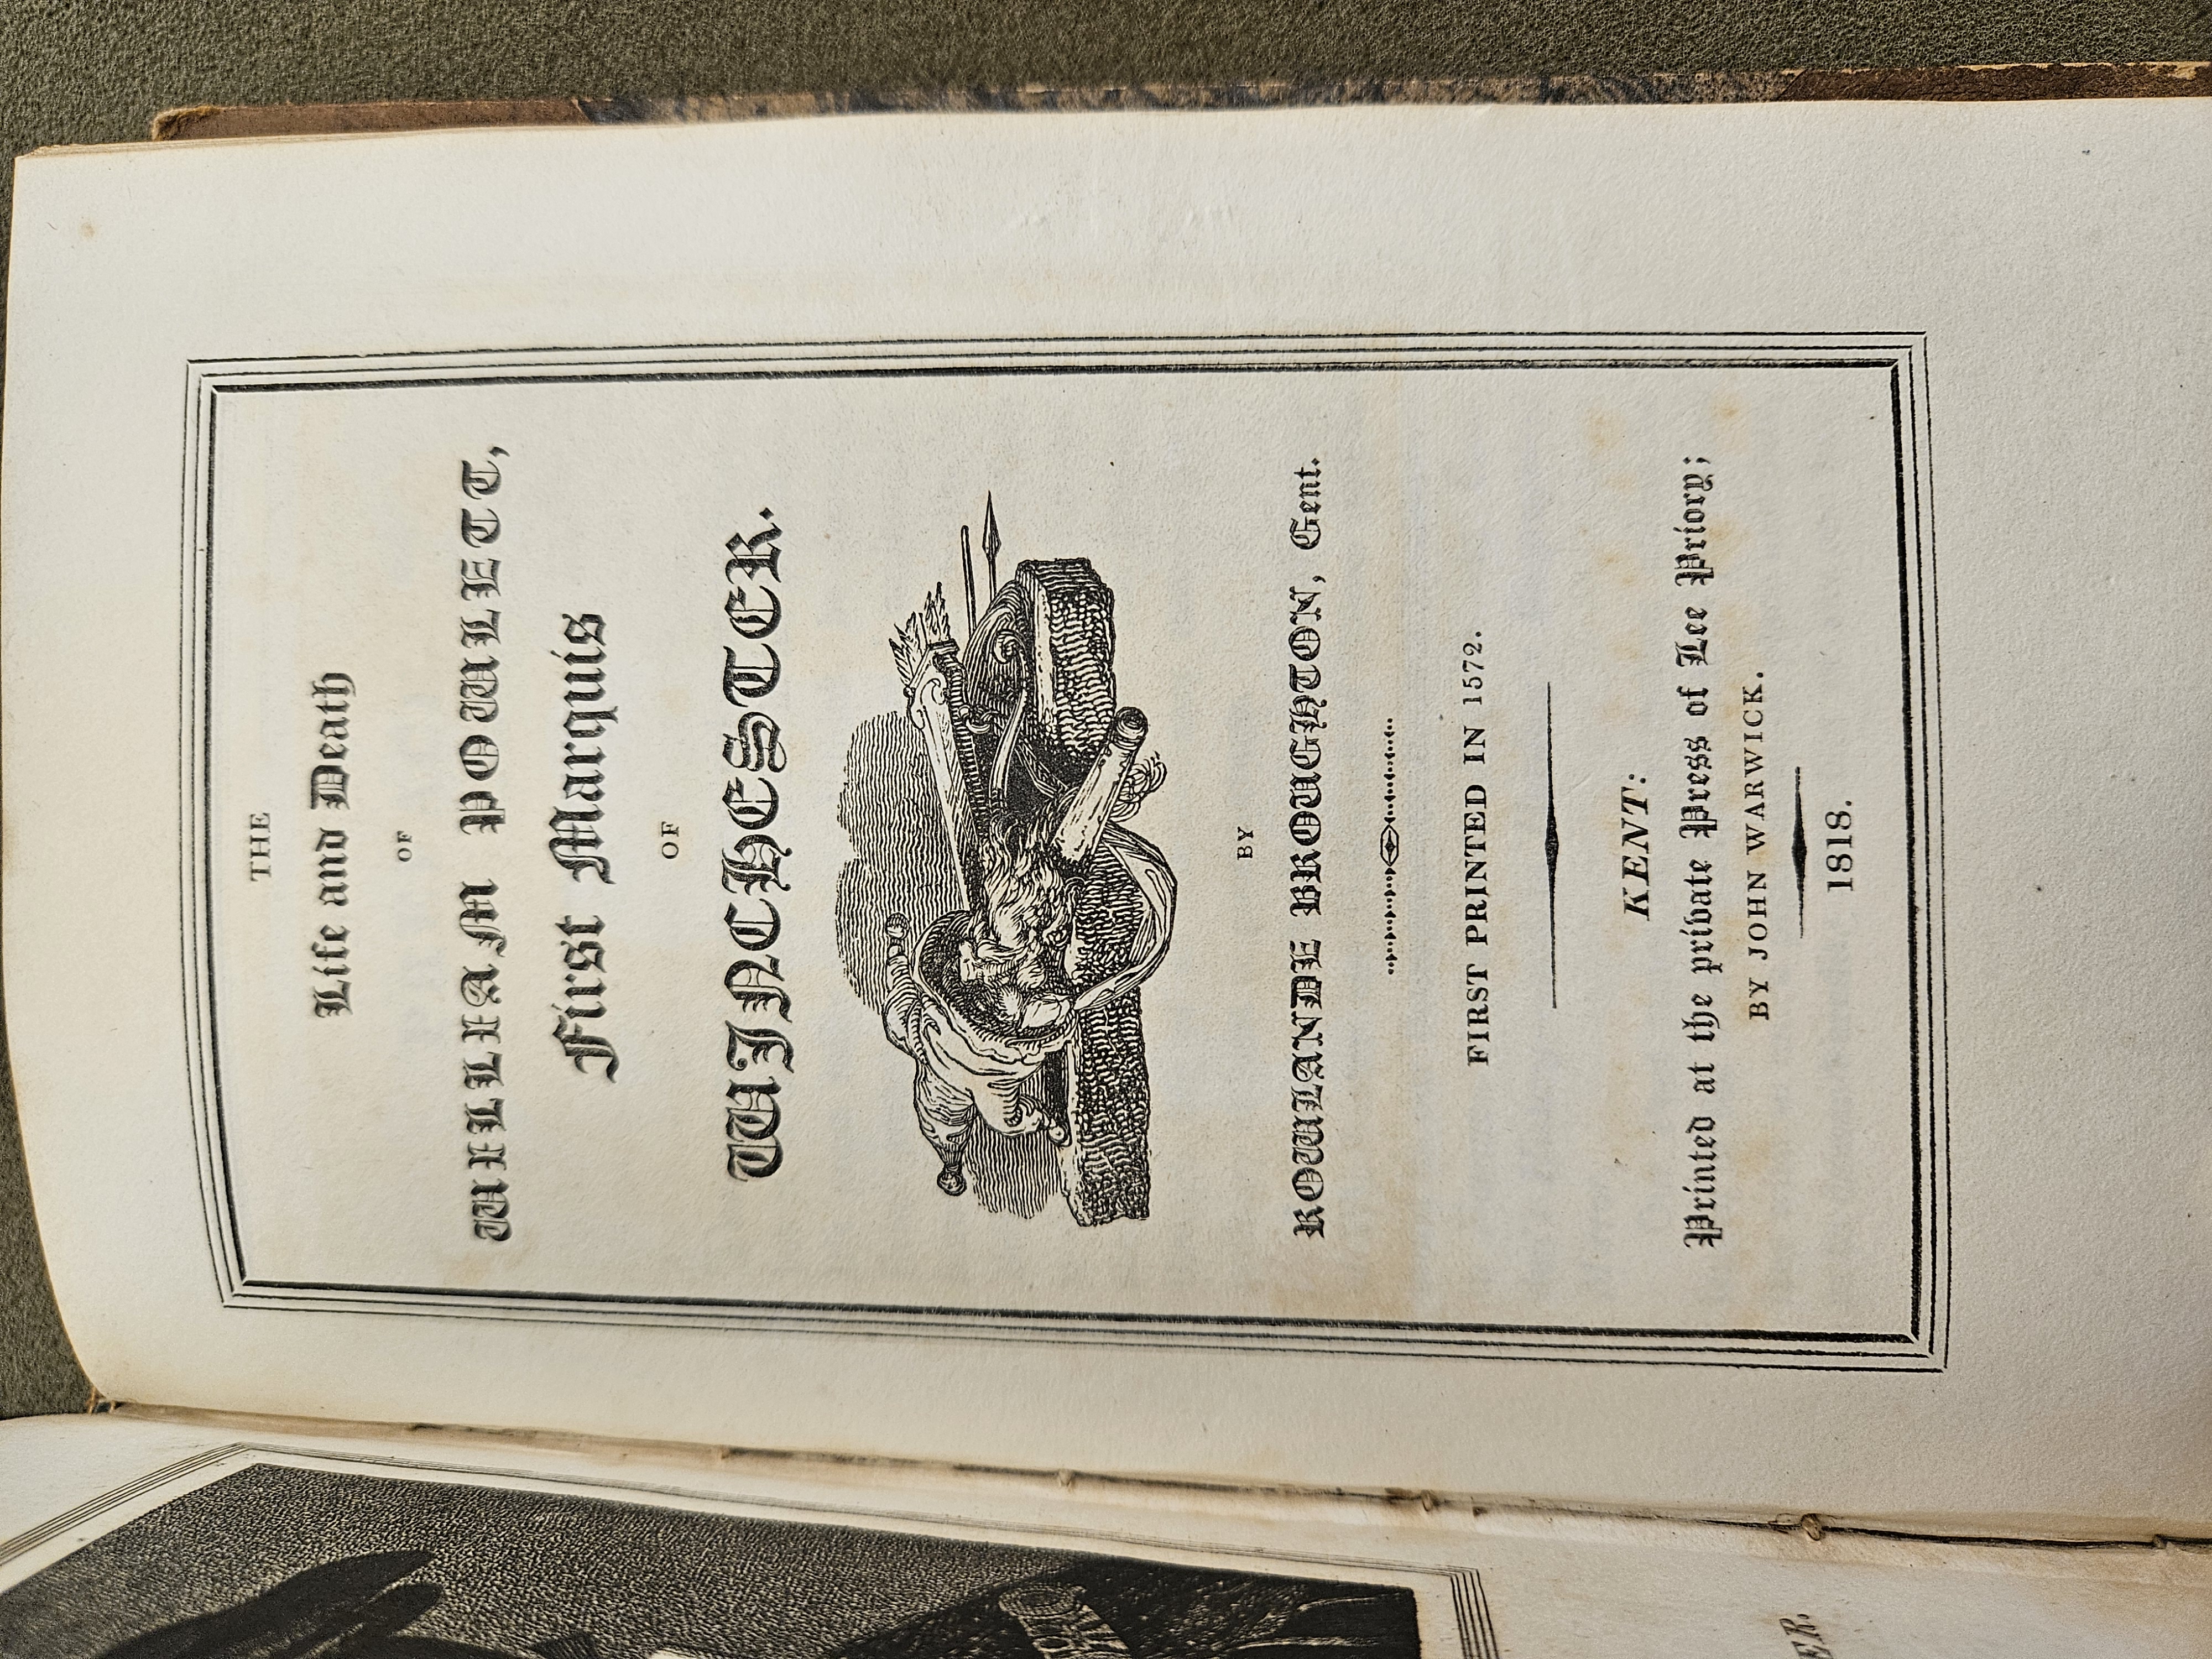 THE
Life and Death
OF
WILLIAM POWLETT,
First Marquis
OF
WINCHESTER.
BY
ROWLANDE BROUGHTON, Gent.
FIRST PRINTED IN 1572.
KENT:
Printed at the private Press of Lee Priory;
BY JOHN WARWICK.
1818.
ER.